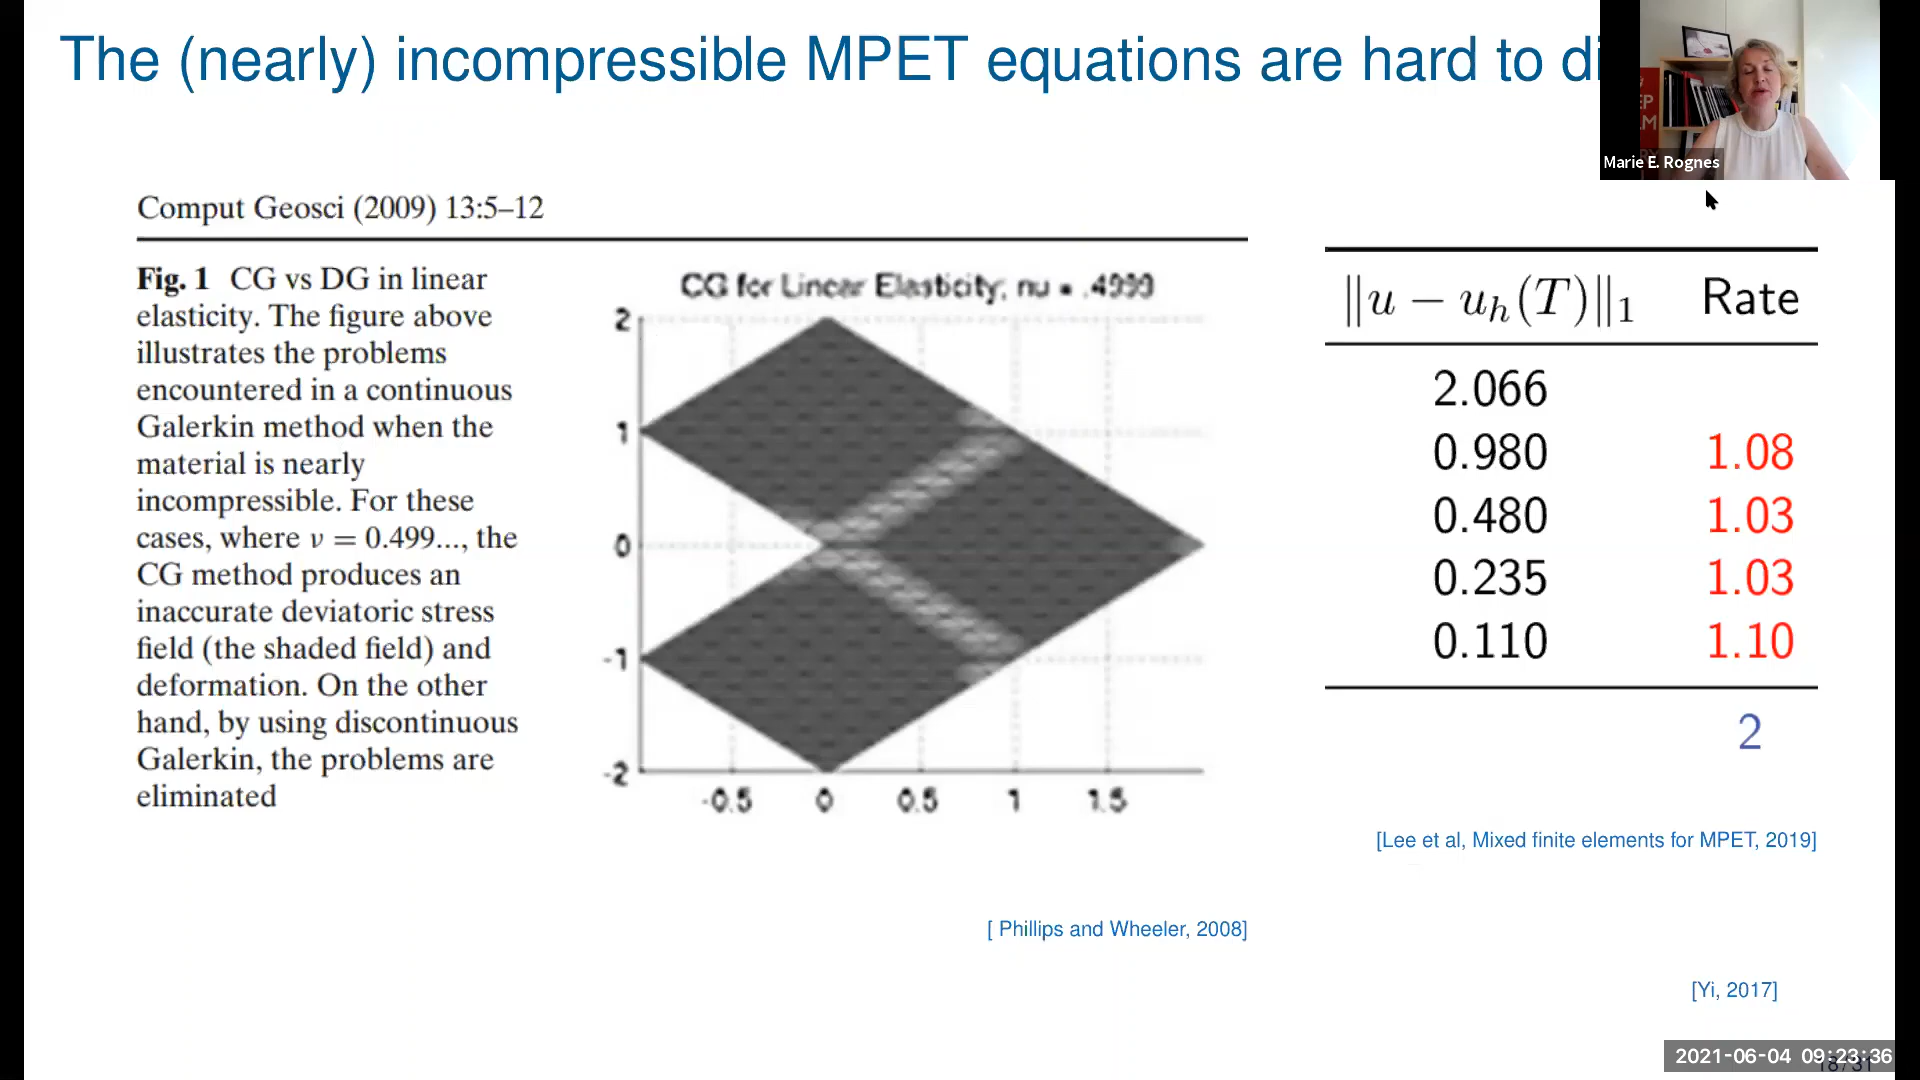 The (nearly) incompressible MPET equations are hard to di
Marie E. Rognes
Comput Geosci (2009) 13:5–12
Fig. 1 CG vs DG in linear
elasticity. The figure above
illustrates the problems
encountered in a continuous
Galerkin method when the
material is nearly
incompressible. For these
cases, where ν = 0.499..., the
CG method produces an
inaccurate deviatoric stress
field (the shaded field) and
deformation. On the other
hand, by using discontinuous
Galerkin, the problems are
eliminated
CG for Linear Elasticity, nu = .4999
2
1
0
-1
-2
-0.5 0 0.5 1 1.5
‖u − u_h(T)‖₁ Rate
2.066
0.980 1.08
0.480 1.03
0.235 1.03
0.110 1.10
2
[Lee et al, Mixed finite elements for MPET, 2019]
[ Phillips and Wheeler, 2008]
[Yi, 2017]
2021-06-04 09:23:36